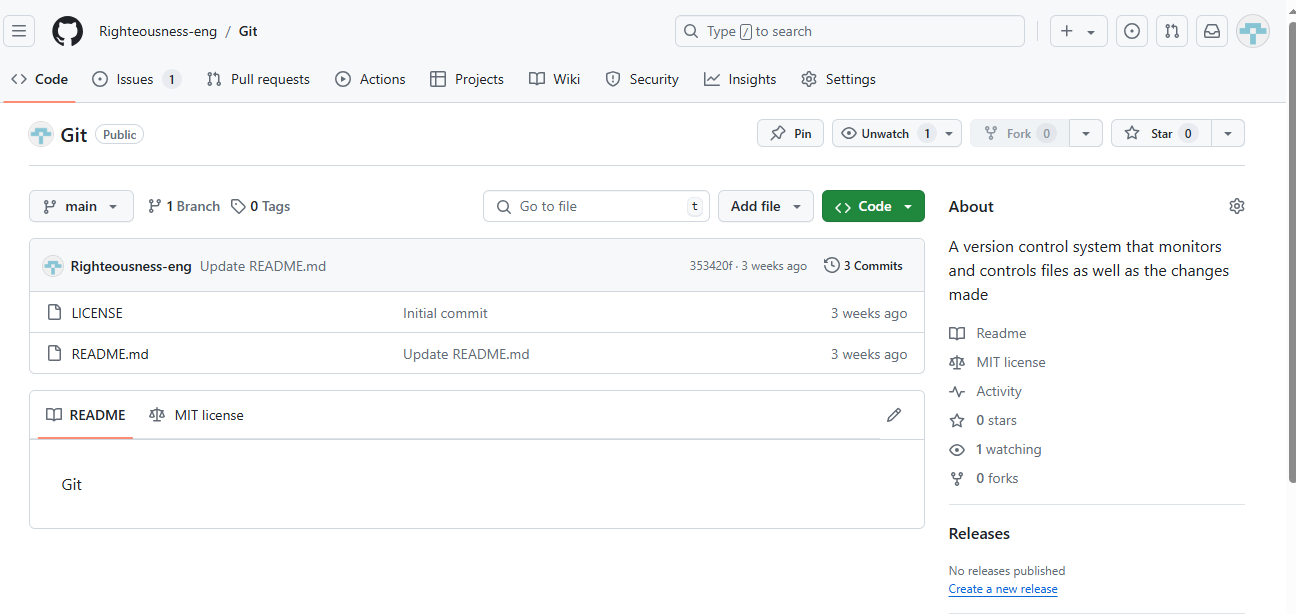 Righteousness-eng / Git
Type / to search
Code Issues 1 Pull requests Actions Projects Wiki Security Insights Settings
Git Public
Pin Unwatch 1 Fork 0 Star 0
main 1 Branch 0 Tags
Go to file t
Add file
Code
Righteousness-eng Update README.md 353420f · 3 weeks ago 3 Commits
LICENSE Initial commit 3 weeks ago
README.md Update README.md 3 weeks ago
README MIT license
Git
About
A version control system that monitors
and controls files as well as the changes
made
Readme
MIT license
Activity
0 stars
1 watching
0 forks
Releases
No releases published
Create a new release